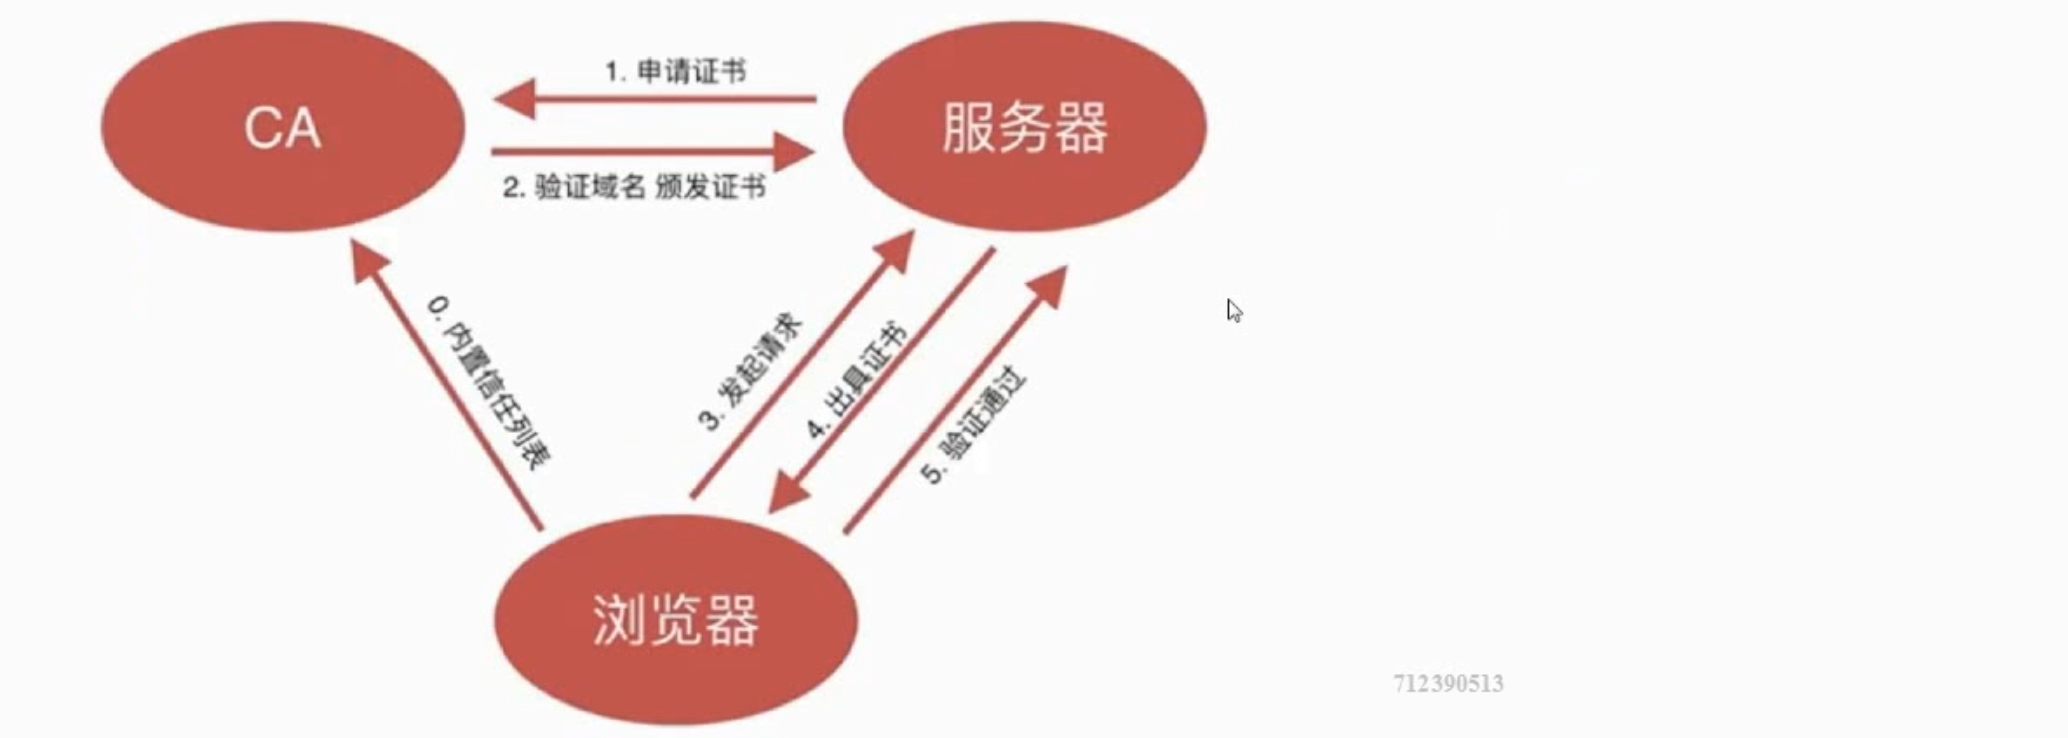 CA
服务器
1. 申请证书
2. 验证域名 颁发证书
0. 内置信任列表
3. 发起请求
4. 出具证书
5. 验证通过
浏览器
712390513